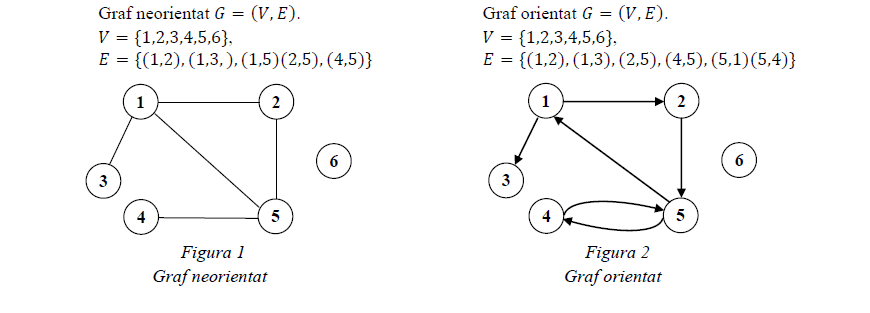 Graf neorientat G = (V, E).
V = {1,2,3,4,5,6},
E = {(1,2), (1,3,), (1,5)(2,5), (4,5)}
1
2
3
6
4
5
Figura 1
Graf neorientat
Graf orientat G = (V, E).
V = {1,2,3,4,5,6},
E = {(1,2), (1,3), (2,5), (4,5), (5,1)(5,4)}
1
2
3
6
4
5
Figura 2
Graf orientat